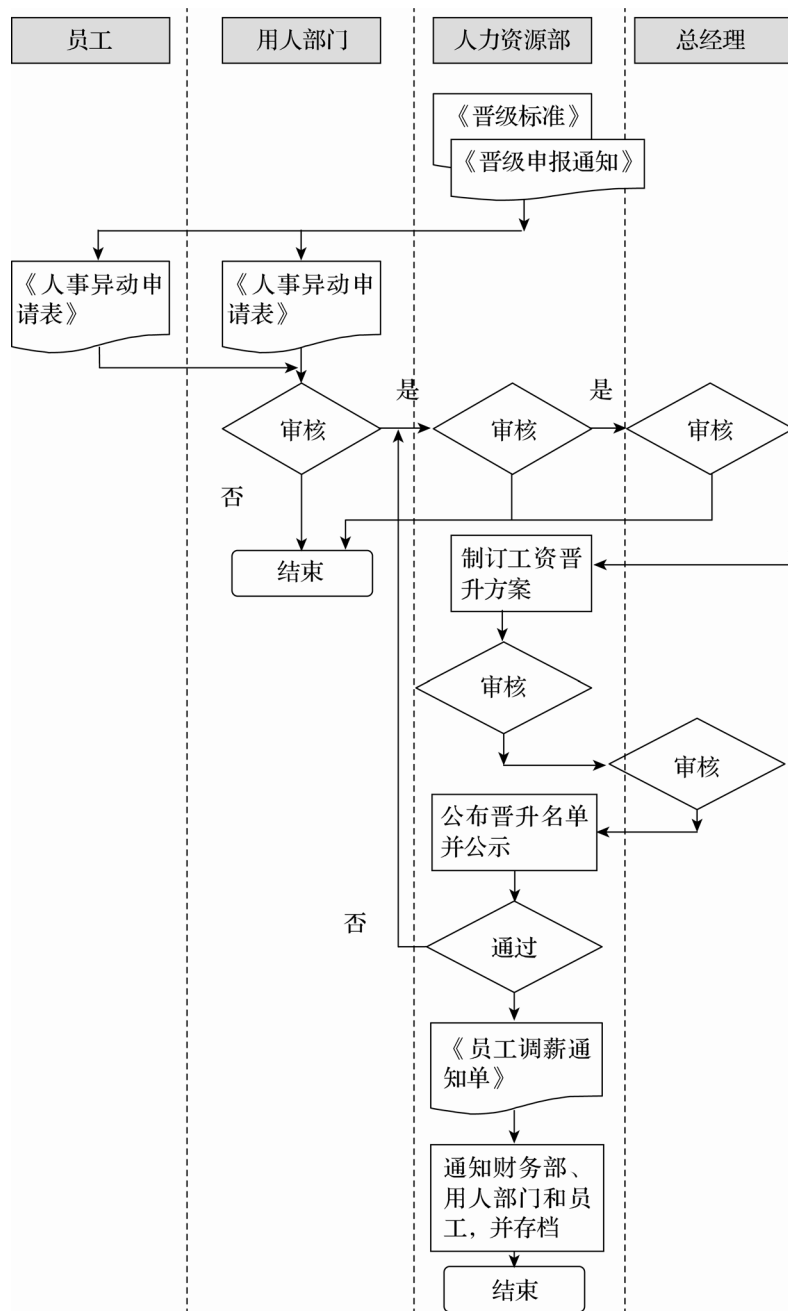 员工
用人部门
人力资源部
总经理
《晋级标准》
《晋级申报通知》
《人事异动申
请表》
《人事异动申
请表》
是
是
审核
审核
审核
否
结束
制订工资晋
升方案
审核
审核
公布晋升名单
并公示
否
通过
《员工调薪通
知单》
通知财务部、
用人部门和员
工，并存档
结束